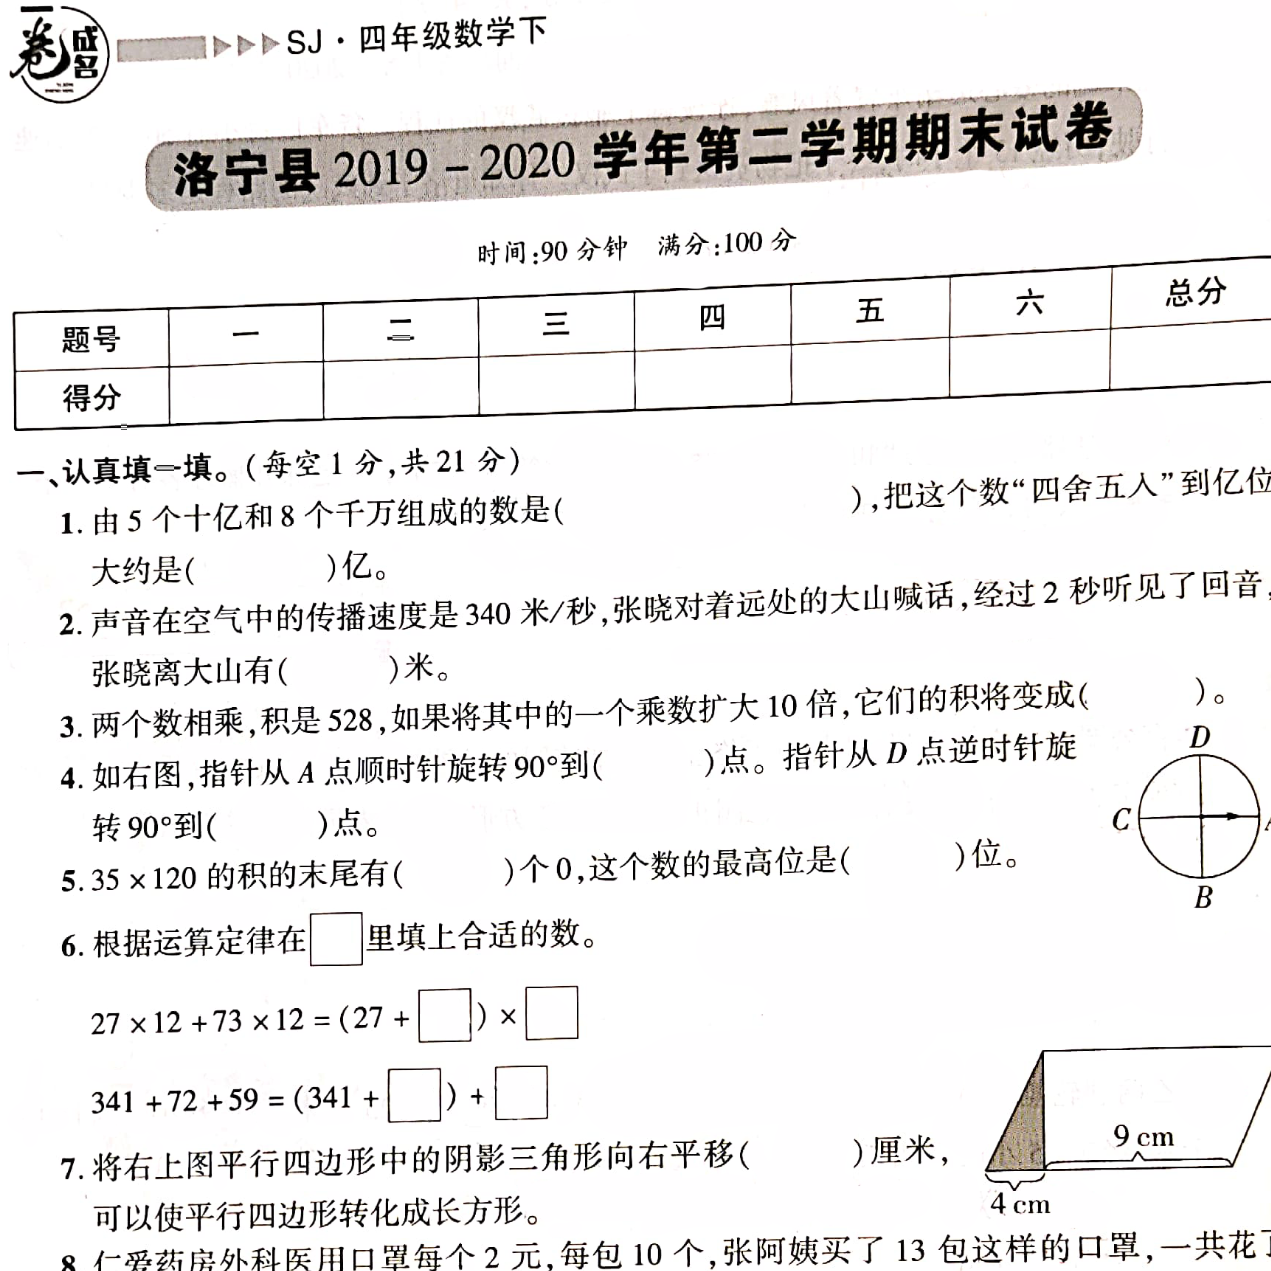 一卷成名
SJ·四年级数学下
洛宁县 2019－2020 学年第二学期期末试卷
时间:90 分钟 满分:100 分
题号 一 二 三 四 五 六 总分
得分
一、认真填一填。(每空 1 分,共 21 分)
1. 由 5 个十亿和 8 个千万组成的数是( ),把这个数“四舍五入”到亿位
大约是( )亿。
2. 声音在空气中的传播速度是 340 米/秒,张晓对着远处的大山喊话,经过 2 秒听见了回音,
张晓离大山有( )米。
3. 两个数相乘,积是 528,如果将其中的一个乘数扩大 10 倍,它们的积将变成( )。
4. 如右图,指针从 A 点顺时针旋转 90°到( )点。指针从 D 点逆时针旋
转 90°到( )点。
D
C
B
5. 35×120 的积的末尾有( )个 0,这个数的最高位是( )位。
6. 根据运算定律在□里填上合适的数。
27×12+73×12=(27+□)×□
341+72+59=(341+□)+□
7. 将右上图平行四边形中的阴影三角形向右平移( )厘米,
可以使平行四边形转化成长方形。
9 cm
4 cm
8. 仁爱药房外科医用口罩每个 2 元,每包 10 个,张阿姨买了 13 包这样的口罩,一共花了